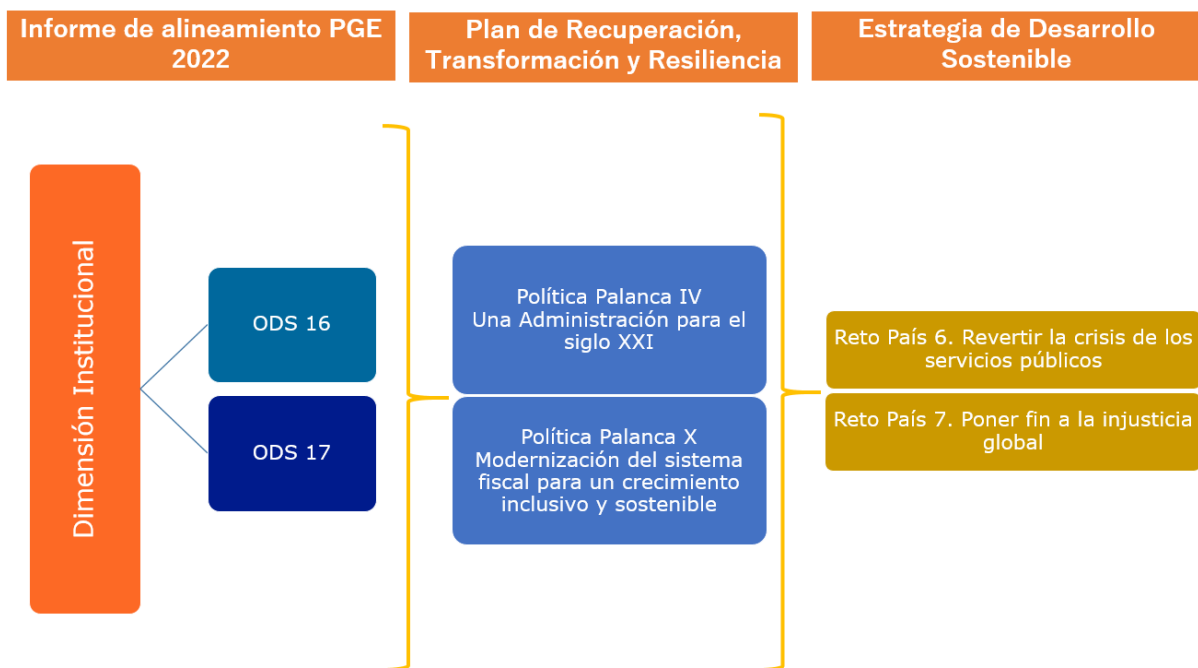 Informe de alineamiento PGE
2022
Plan de Recuperación,
Transformación y Resiliencia
Estrategia de Desarrollo
Sostenible
Dimensión Institucional
ODS 16
ODS 17
Política Palanca IV
Una Administración para el
siglo XXI
Política Palanca X
Modernización del sistema
fiscal para un crecimiento
inclusivo y sostenible
Reto País 6. Revertir la crisis de los
servicios públicos
Reto País 7. Poner fin a la injusticia
global